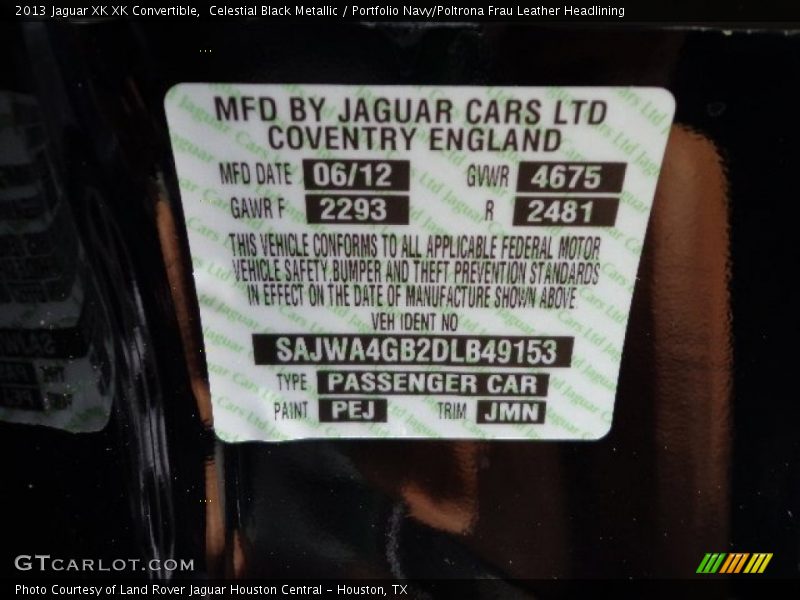 2013 Jaguar XK XK Convertible,  Celestial Black Metallic / Portfolio Navy/Poltrona Frau Leather Headlining
MFD BY JAGUAR CARS LTD
COVENTRY ENGLAND
MFD DATE 06/12 GVWR 4675
GAWR F 2293 R 2481
THIS VEHICLE CONFORMS TO ALL APPLICABLE FEDERAL MOTOR
VEHICLE SAFETY, BUMPER AND THEFT PREVENTION STANDARDS
IN EFFECT ON THE DATE OF MANUFACTURE SHOWN ABOVE.
VEH IDENT NO
SAJWA4GB2DLB49153
TYPE PASSENGER CAR
PAINT PEJ TRIM JMN
GTCARLOT.COM
Photo Courtesy of Land Rover Jaguar Houston Central - Houston, TX